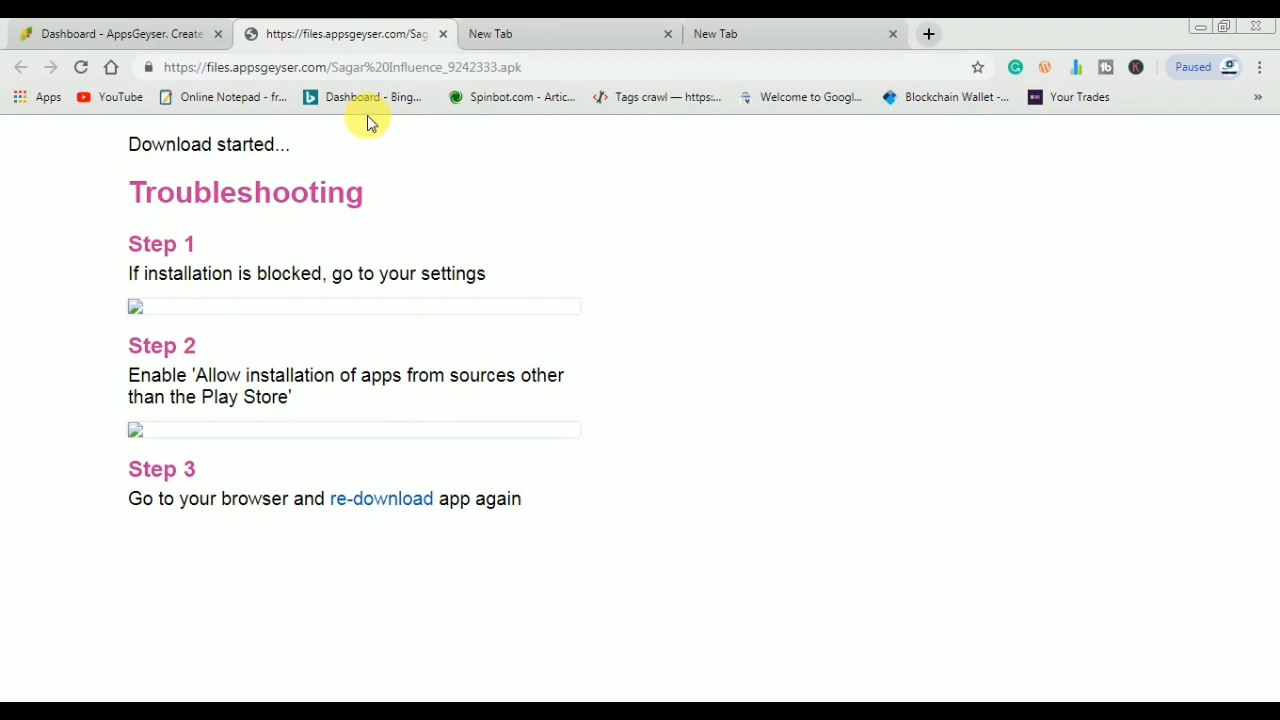 Dashboard - AppsGeyser. Create
https://files.appsgeyser.com/Sag
New Tab
New Tab
https://files.appsgeyser.com/Sagar%20Influence_9242333.apk
Paused
Apps
YouTube
Online Notepad - fr...
Dashboard - Bing...
Spinbot.com - Artic...
Tags crawl — https:...
Welcome to Googl...
Blockchain Wallet -...
Your Trades
»
Download started...
Troubleshooting
Step 1
If installation is blocked, go to your settings
Step 2
Enable 'Allow installation of apps from sources other
than the Play Store'
Step 3
Go to your browser and re-download app again